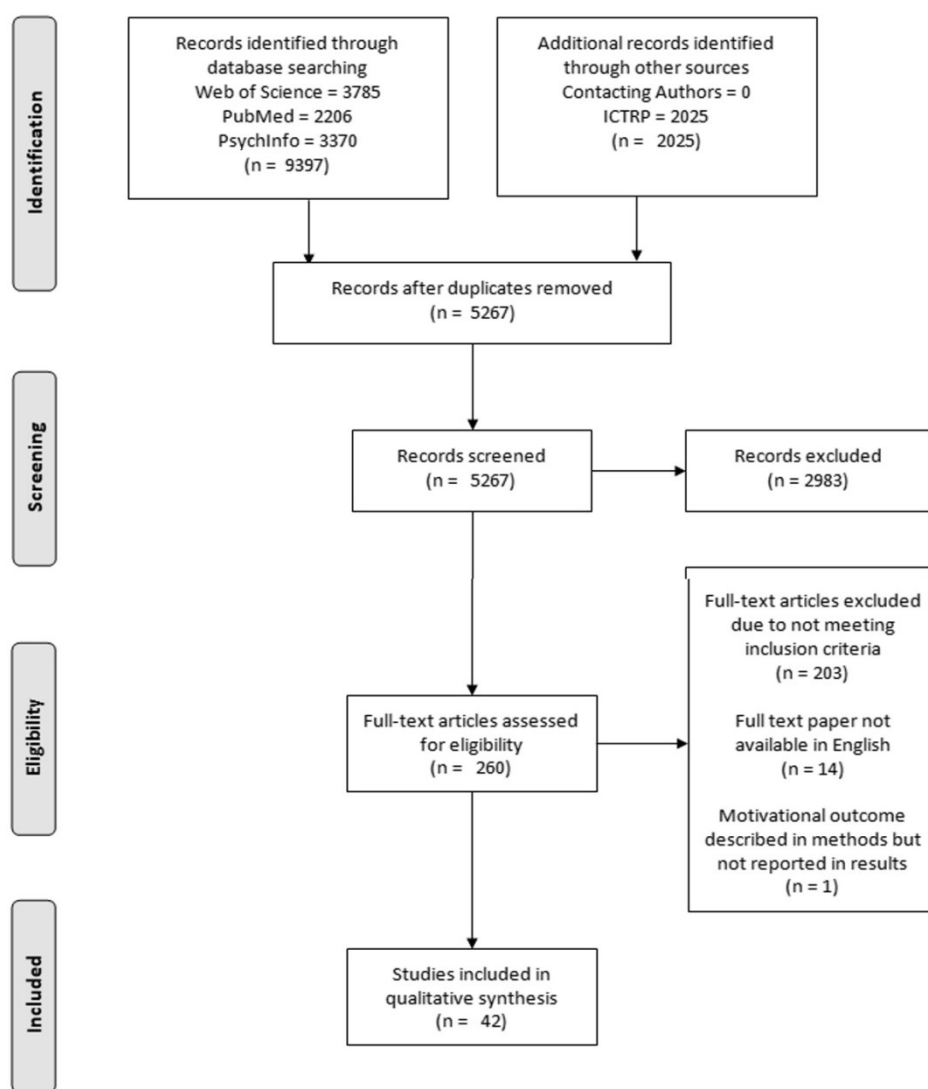 Identification
Records identified through
database searching
Web of Science = 3785
PubMed = 2206
PsychInfo = 3370
(n = 9397)
Additional records identified
through other sources
Contacting Authors = 0
ICTRP = 2025
(n = 2025)
Records after duplicates removed
(n = 5267)
Screening
Records screened
(n = 5267)
Records excluded
(n = 2983)
Eligibility
Full-text articles assessed
for eligibility
(n = 260)
Full-text articles excluded
due to not meeting
inclusion criteria
(n = 203)
Full text paper not
available in English
(n = 14)
Motivational outcome
described in methods but
not reported in results
(n = 1)
Included
Studies included in
qualitative synthesis
(n = 42)